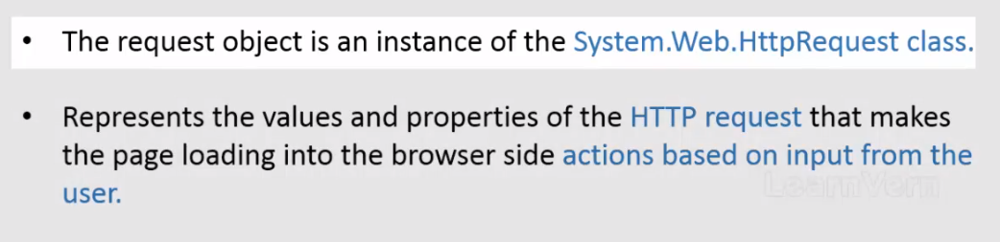 • The request object is an instance of the System.Web.HttpRequest class.
• Represents the values and properties of the HTTP request that makes
the page loading into the browser side actions based on input from the
user.
LearnVern